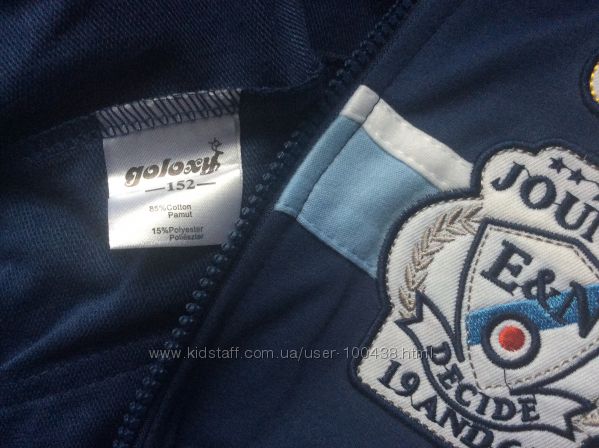 goloxy
152
85%Cotton
Pamut
15%Polyester
Poliészter
JOU
E&N
DECIDE
19 AND
www.kidstaff.com.ua/user-100438.html